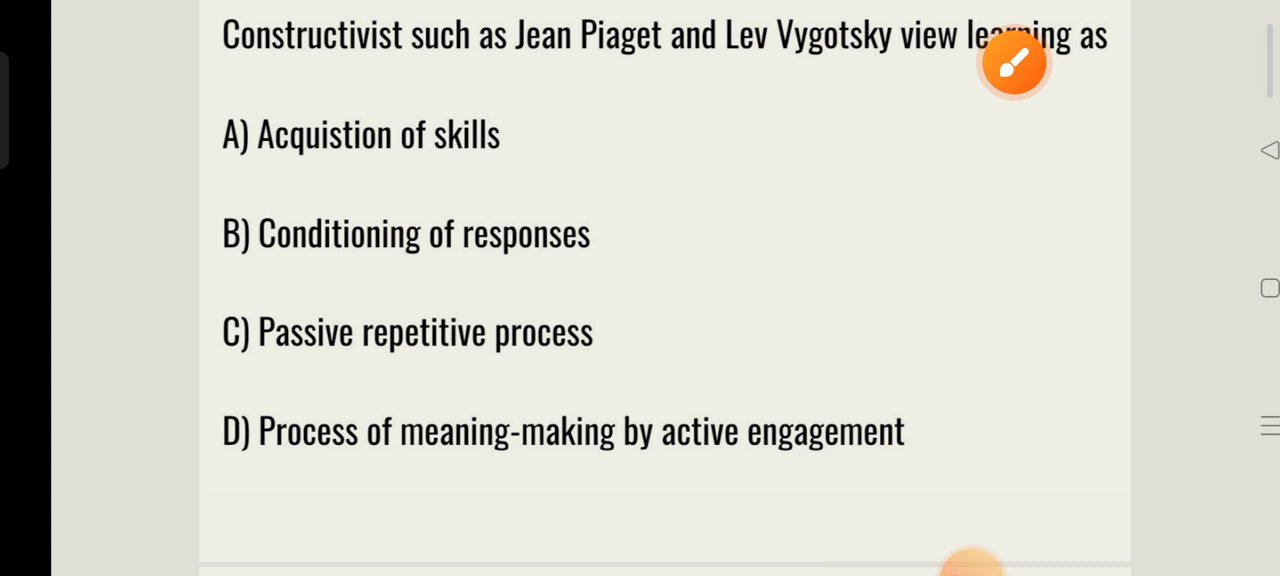 Constructivist such as Jean Piaget and Lev Vygotsky view learning as
A) Acquistion of skills
B) Conditioning of responses
C) Passive repetitive process
D) Process of meaning-making by active engagement